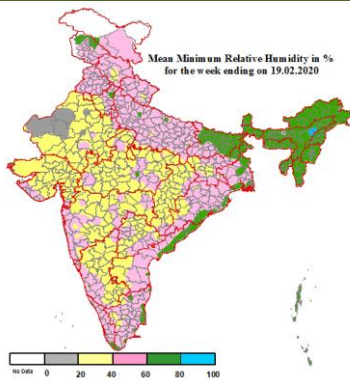 Mean Minimum Relative Humidity in %
for the week ending on 19.02.2020
No Data 0 20 40 60 80 100